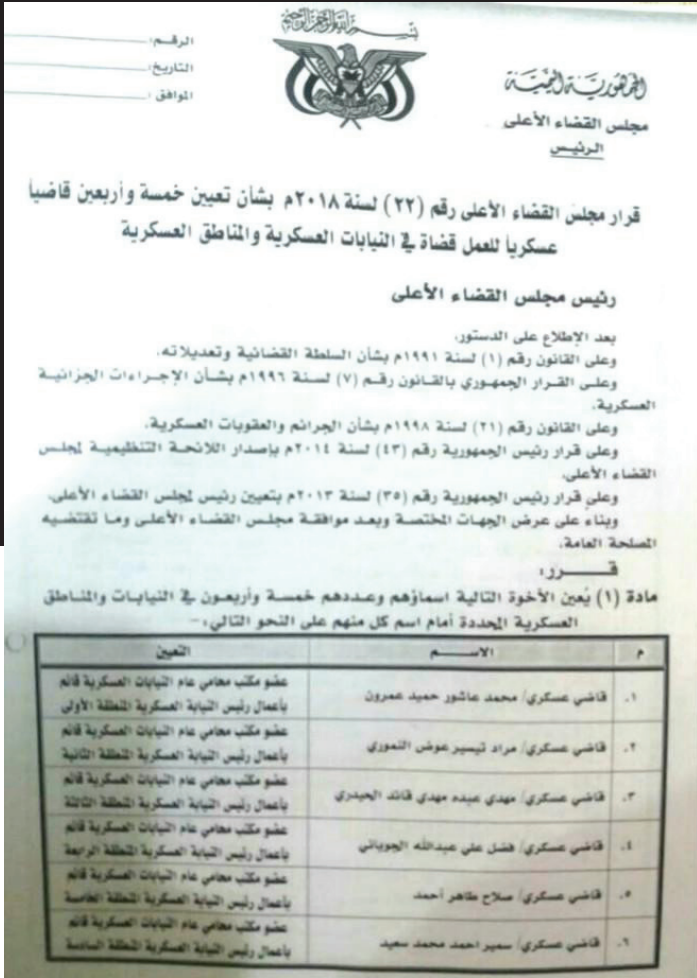 بسم الله الرحمن الرحيم
الجمهورية اليمنية
مجلس القضاء الأعلى
الرئيس
الرقم:
التاريخ:
الموافق:
قرار مجلس القضاء الأعلى رقم (٢٢) لسنة ٢٠١٨م بشأن تعيين خمسة وأربعين قاضياً
عسكرياً للعمل قضاة في النيابات العسكرية والمناطق العسكرية
رئيس مجلس القضاء الأعلى
بعد الإطلاع على الدستور.
وعلى القانون رقم (١) لسنة ١٩٩١م بشأن السلطة القضائية وتعديلاته.
وعلى القرار الجمهوري بالقانون رقم (٧) لسنة ١٩٩٦م بشأن الإجراءات الجزائية
العسكرية.
وعلى القانون رقم (٢١) لسنة ١٩٩٨م بشأن الجرائم والعقوبات العسكرية.
وعلى قرار رئيس الجمهورية رقم (٤٣) لسنة ٢٠١٤م بإصدار اللائحة التنظيمية لمجلس
القضاء الأعلى.
وعلى قرار رئيس الجمهورية رقم (٣٥) لسنة ٢٠١٣م بتعيين رئيس لمجلس القضاء الأعلى.
وبناءً على عرض الجهات المختصة وبعد موافقة مجلس القضاء الأعلى وما تقتضيه
المصلحة العامة.
قـــــرر:
مادة (١) يُعين الأخوة التالية اسماؤهم وعددهم خمسة وأربعون في النيابات والمناطق
العسكرية المحددة أمام اسم كل منهم على النحو التالي:-
م الاســـم التعيين
١. قاضي عسكري/ محمد عاشور حميد عمرون عضو مكتب محامي عام النيابات العسكرية قائم
بأعمال رئيس النيابة العسكرية المنطقة الأولى
٢. قاضي عسكري/ مراد تيسير عوض النموري عضو مكتب محامي عام النيابات العسكرية قائم
بأعمال رئيس النيابة العسكرية المنطقة الثانية
٣. قاضي عسكري/ مهدي عبده مهدي قائد الحيدري عضو مكتب محامي عام النيابات العسكرية قائم
بأعمال رئيس النيابة العسكرية المنطقة الثالثة
٤. قاضي عسكري/ فضل علي عبدالله الجوباني عضو مكتب محامي عام النيابات العسكرية قائم
بأعمال رئيس النيابة العسكرية المنطقة الرابعة
٥. قاضي عسكري/ صلاح طاهر أحمد عضو مكتب محامي عام النيابات العسكرية قائم
بأعمال رئيس النيابة العسكرية المنطقة الخامسة
٦. قاضي عسكري/ سمير احمد محمد سعيد عضو مكتب محامي عام النيابات العسكرية قائم
بأعمال رئيس النيابة العسكرية المنطقة السادسة